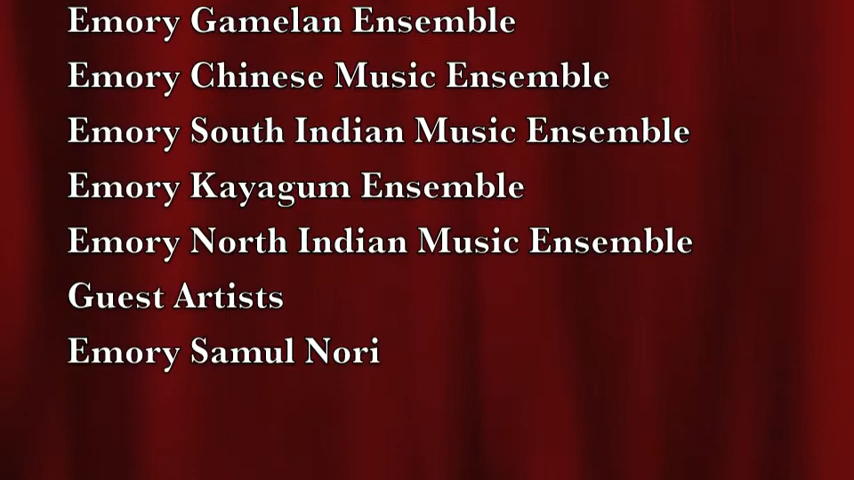 Emory Gamelan Ensemble
Emory Chinese Music Ensemble
Emory South Indian Music Ensemble
Emory Kayagum Ensemble
Emory North Indian Music Ensemble
Guest Artists
Emory Samul Nori